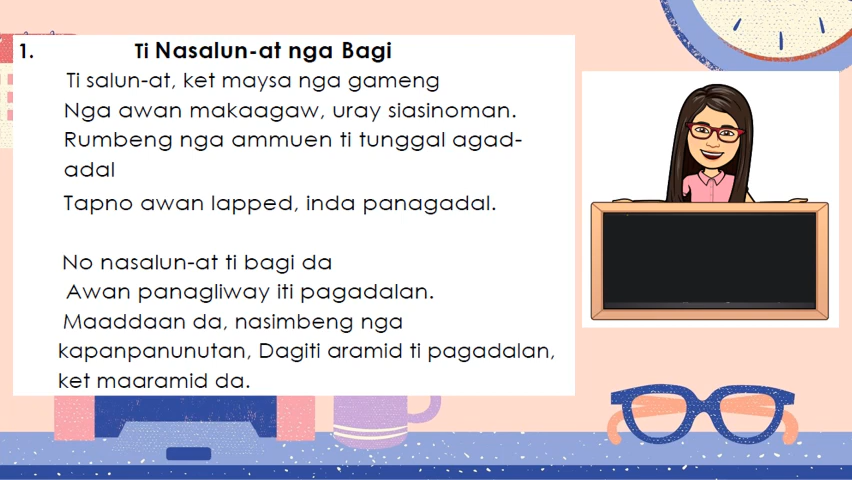 1. Ti Nasalun-at nga Bagi
Ti salun-at, ket maysa nga gameng
Nga awan makaagaw, uray siasinoman.
Rumbeng nga ammuen ti tunggal agad-
adal
Tapno awan lapped, inda panagadal.
No nasalun-at ti bagi da
Awan panagliway iti pagadalan.
Maaddaan da, nasimbeng nga
kapanpanunutan, Dagiti aramid ti pagadalan,
ket maaramid da.